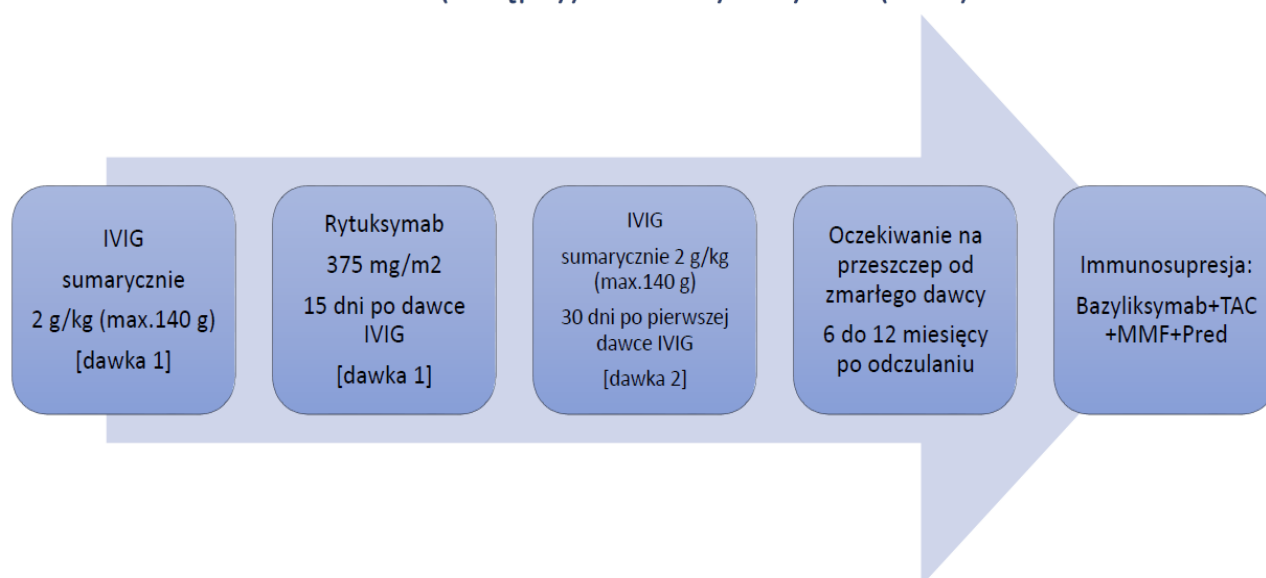 IVIG
sumarycznie
2 g/kg (max.140 g)
[dawka 1]
Rytuksymab
375 mg/m2
15 dni po dawce
IVIG
[dawka 1]
IVIG
sumarycznie 2 g/kg
(max.140 g)
30 dni po pierwszej
dawce IVIG
[dawka 2]
Oczekiwanie na
przeszczep od
zmarłego dawcy
6 do 12 miesięcy
po odczulaniu
Immunosupresja:
Bazyliksymab+TAC
+MMF+Pred